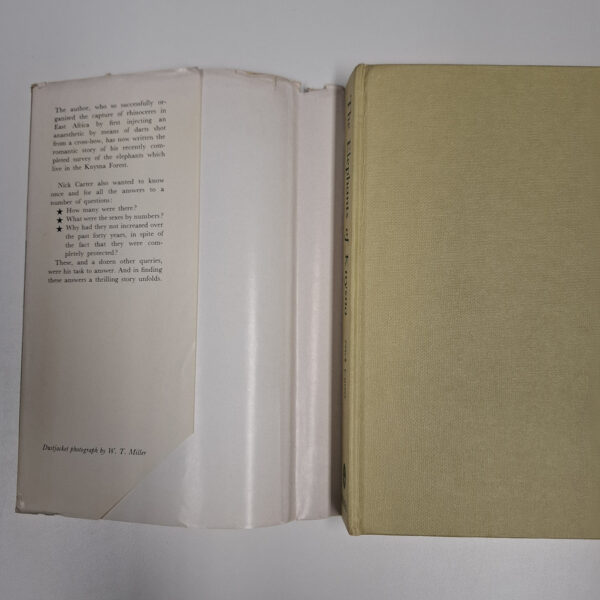 The author, who so successfully or-
ganised the capture of rhinoceres in
East Africa by first injecting an
anaesthetic by means of darts shot
from a cross-bow, has now written the
romantic story of his recently com-
pleted survey of the elephants which
live in the Knysna Forest.
Nick Carter also wanted to know
once and for all the answers to a
number of questions:
★ How many were there?
★ What were the sexes by numbers?
★ Why had they not increased over
the past forty years, in spite of
the fact that they were com-
pletely protected?
These, and a dozen other queries,
were his task to answer. And in finding
these answers a thrilling story unfolds.
Dustjacket photograph by W. T. Miller
The Elephants of Knysna